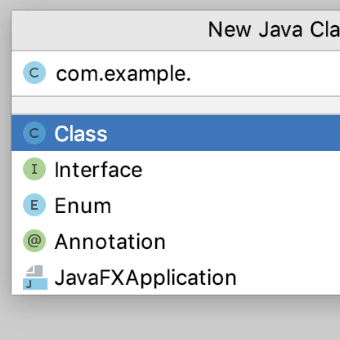 New Java Cla
C com.example.
C Class
I Interface
E Enum
@ Annotation
J JavaFXApplication